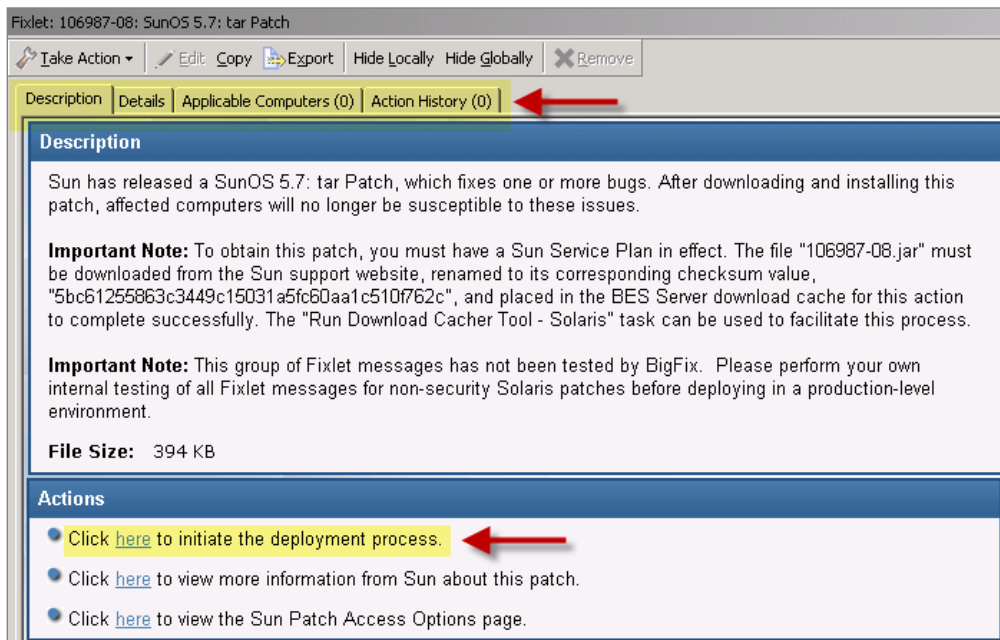 Fixlet: 106987-08: SunOS 5.7: tar Patch
Take Action Edit Copy Export Hide Locally Hide Globally Remove
Description Details Applicable Computers (0) Action History (0)
Description
Sun has released a SunOS 5.7: tar Patch, which fixes one or more bugs. After downloading and installing this
patch, affected computers will no longer be susceptible to these issues.
Important Note: To obtain this patch, you must have a Sun Service Plan in effect. The file "106987-08.jar" must
be downloaded from the Sun support website, renamed to its corresponding checksum value,
"5bc61255863c3449c15031a5fc60aa1c510f762c", and placed in the BES Server download cache for this action
to complete successfully. The "Run Download Cacher Tool - Solaris" task can be used to facilitate this process.
Important Note: This group of Fixlet messages has not been tested by BigFix. Please perform your own
internal testing of all Fixlet messages for non-security Solaris patches before deploying in a production-level
environment.
File Size: 394 KB
Actions
Click here to initiate the deployment process.
Click here to view more information from Sun about this patch.
Click here to view the Sun Patch Access Options page.